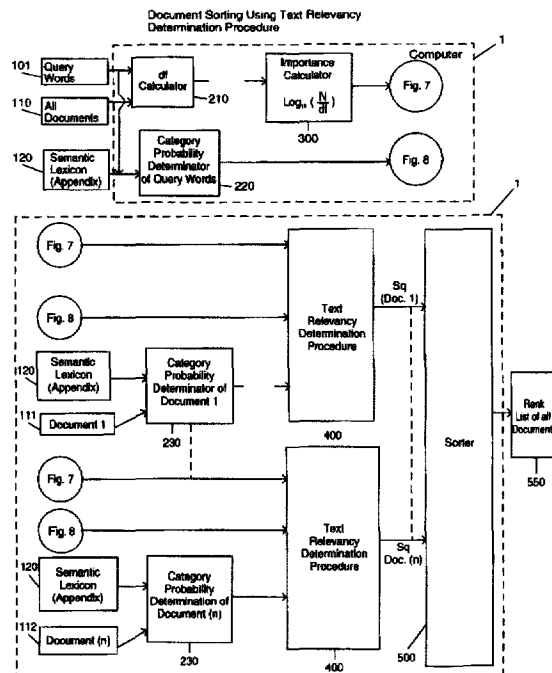 Document Sorting Using Text Relevancy
Determination Procedure
1
101
Query
Words
110
All
Documents
120
Semantic
Lexicon
(Appendix)
df
Calculator
210
Importance
Calculator
Log n ( N
df )
300
Computer
Fig. 7
Category
Probability
Determinator
of Query Words
220
Fig. 8
1
Fig. 7
Fig. 8
120
Semantic
Lexicon
(Appendix)
111
Document 1
Category
Probability
Determinator of
Document 1
230
Text
Relevancy
Determination
Procedure
400
Sq
(Doc. 1)
Sorter
Rank
List of all
Document
550
Fig. 7
Fig. 8
120
Semantic
Lexicon
(Appendix)
112
Document (n)
Category
Probability
Determination of
Document (n)
230
Text
Relevancy
Determination
Procedure
400
Sq
Doc. (n)
500